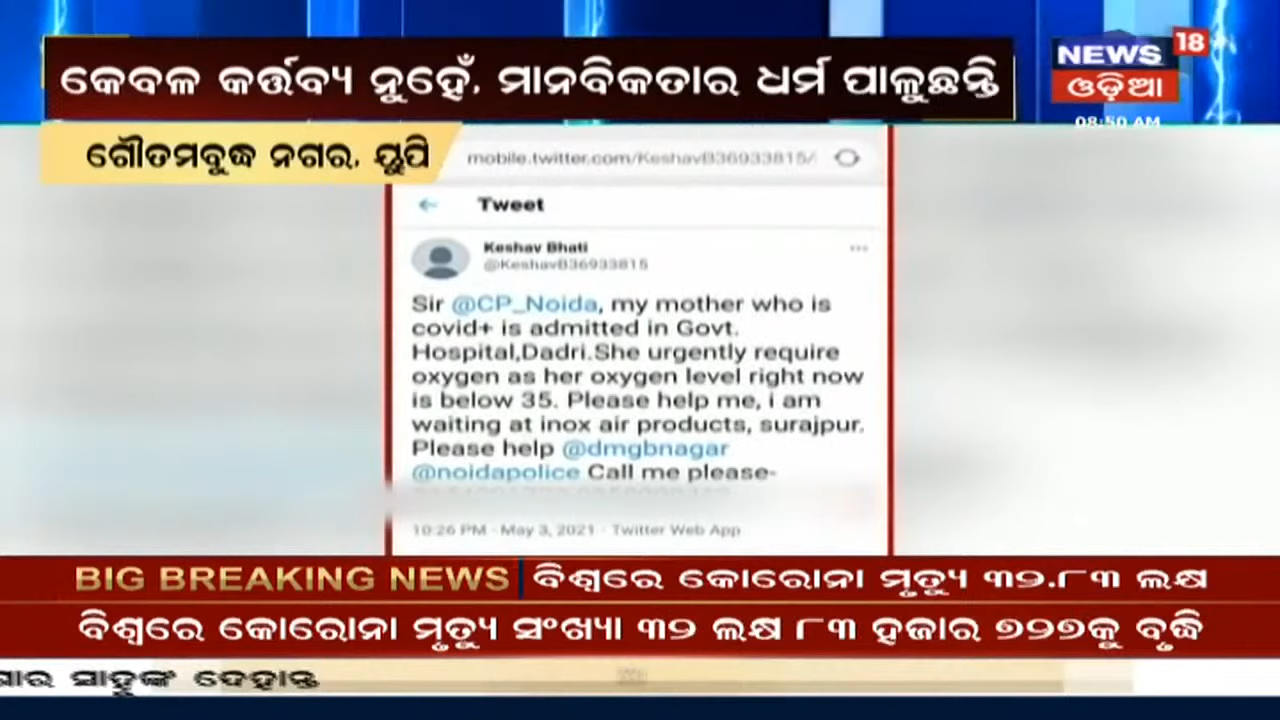 କେବଳ କର୍ତ୍ତବ୍ୟ ନୁହେଁ, ମାନବିକତାର ଧର୍ମ ପାଳୁଛନ୍ତି
NEWS 18
ଓଡ଼ିଆ
08:50 AM
ଗୌତମବୁଦ୍ଧ ନଗର, ୟୁପି
mobile.twitter.com/KeshavB36933815/
Tweet
Keshav Bhati
@KeshavB36933815
Sir @CP_Noida, my mother who is
covid+ is admitted in Govt.
Hospital,Dadri.She urgently require
oxygen as her oxygen level right now
is below 35. Please help me, i am
waiting at inox air products, surajpur.
Please help @dmgbnagar
@noidapolice Call me please-
10:26 PM · May 3, 2021 · Twitter Web App
BIG BREAKING NEWS ବିଶ୍ୱରେ କୋରୋନା ମୃତ୍ୟୁ ୩୨.୮୩ ଲକ୍ଷ
ବିଶ୍ୱରେ କୋରୋନା ମୃତ୍ୟୁ ସଂଖ୍ୟା ୩୨ ଲକ୍ଷ ୮୩ ହଜାର ୭୨୭କୁ ବୃଦ୍ଧି
ସାହୁଙ୍କ ଦେହାନ୍ତ